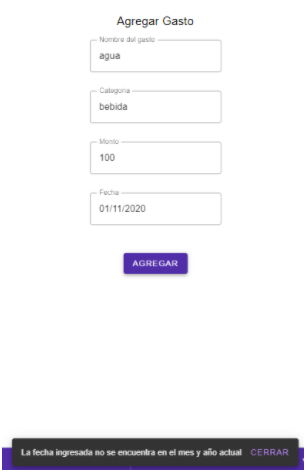 Agregar Gasto
Nombre del gasto
agua
Categoria
bebida
Monto
100
Fecha
01/11/2020
AGREGAR
La fecha ingresada no se encuentra en el mes y año actual CERRAR